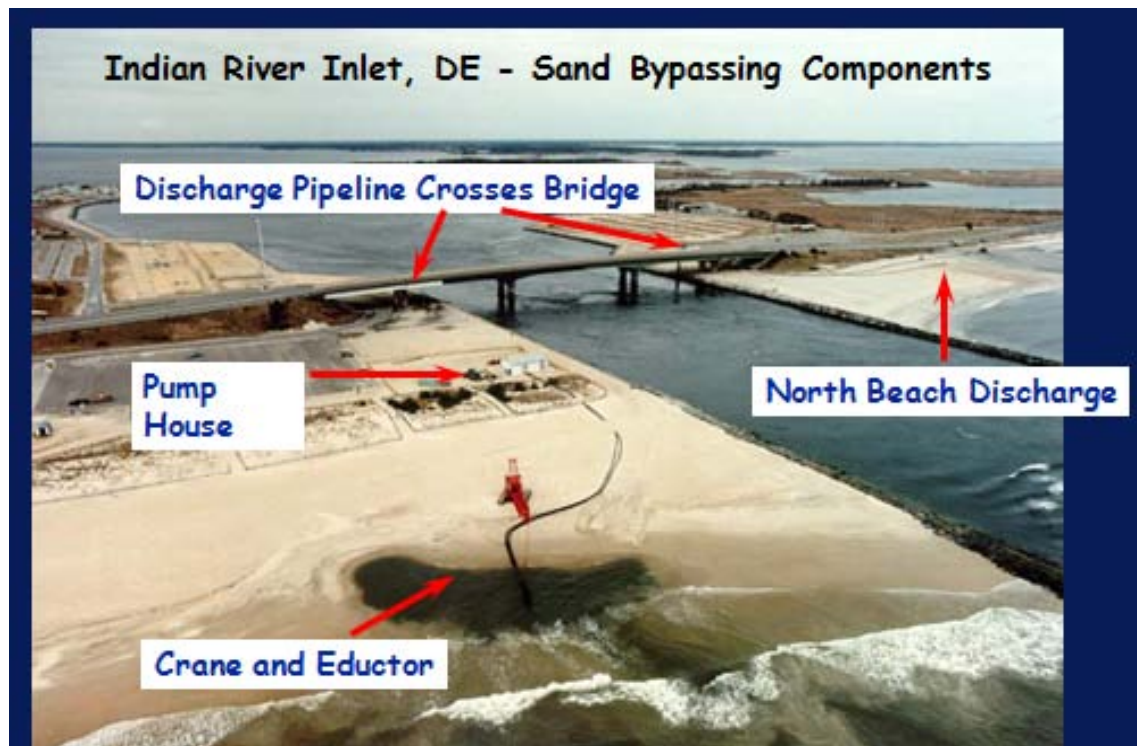 Indian River Inlet, DE - Sand Bypassing Components
Discharge Pipeline Crosses Bridge
Pump
House
North Beach Discharge
Crane and Eductor